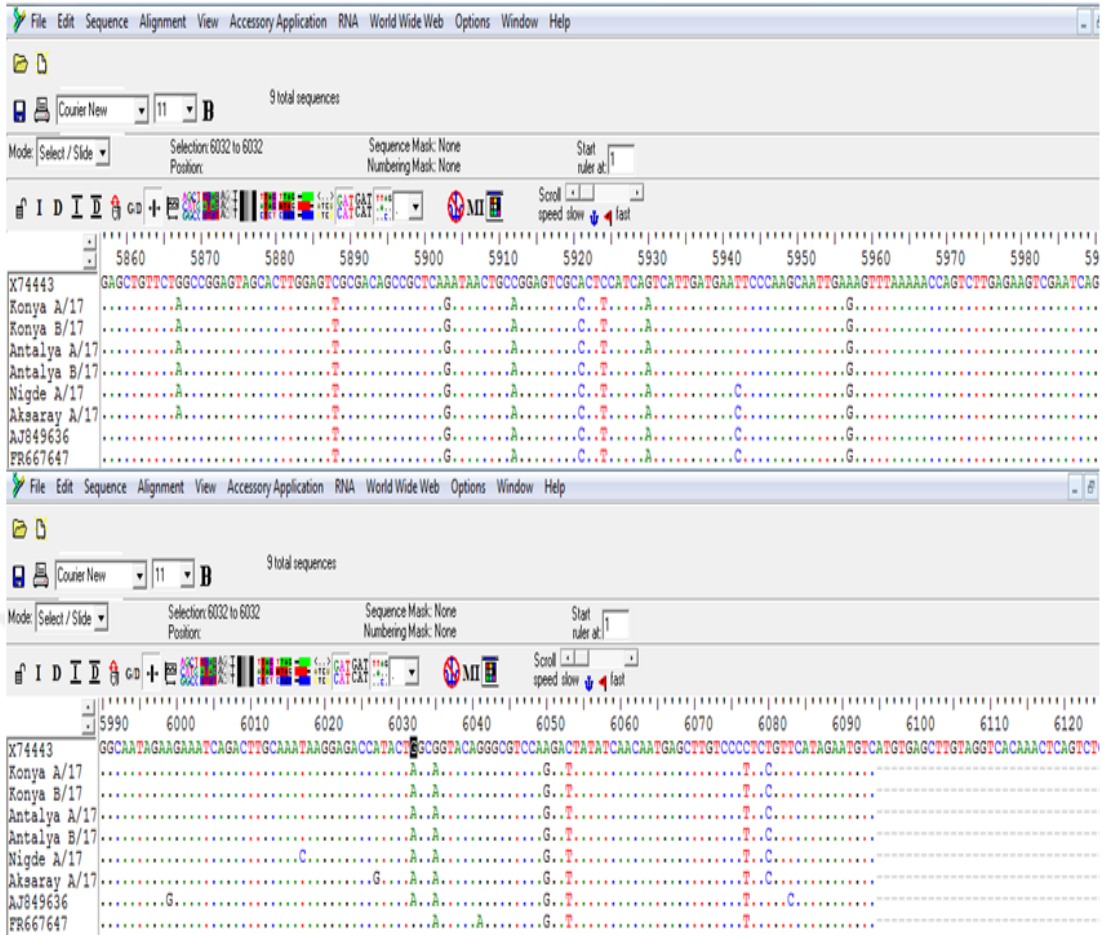 File Edit Sequence Alignment View Accessory Application RNA World Wide Web Options Window Help
9 total sequences
Courier New 11 B
Mode: Select / Slide Selection: 6032 to 6032 Sequence Mask: None Start
Position: Numbering Mask: None ruler at: 1
I D I D G/D MI Scroll
speed slow fast
5860 5870 5880 5890 5900 5910 5920 5930 5940 5950 5960 5970 5980 59
X74443 GAGCTGTTCTGGCCGGAGTAGCACTTGGAGTCGCGACAGCCGCTCAAATAACTGCCGGAGTCGCACTCCATCAGTCATTGATGAATTCCCAAGCAATTGAAAGTTTAAAAACCAGTCTTGAGAAGTCGAATCAG
Konya A/17 ..........A....................T..............G........A........C..T.....A..........................G.................................
Konya B/17 ..........A....................T..............G........A........C..T.....A..........................G.................................
Antalya A/17 ..........A....................T..............G........A........C..T.....A..........................G.................................
Antalya B/17 ..........A....................T..............G........A........C..T.....A..........................G.................................
Nigde A/17 ..........A....................T..............G........A........C..T.....A...........C..............G.................................
Aksaray A/17 ..........A....................T..............G........A........C..T.....A...........C..............G.................................
AJ849636 ...............................T..............G........A........C..T.....A...........C..............G.................................
FR667647 ...............................T..............G........A........C..T.....A...........C..............G.................................
File Edit Sequence Alignment View Accessory Application RNA World Wide Web Options Window Help
9 total sequences
Courier New 11 B
Mode: Select / Slide Selection: 6032 to 6032 Sequence Mask: None Start
Position: Numbering Mask: None ruler at: 1
I D I D G/D MI Scroll
speed slow fast
5990 6000 6010 6020 6030 6040 6050 6060 6070 6080 6090 6100 6110 6120
X74443 GGCAATAGAAGAAATCAGACTTGCAAATAAGGAGACCATACTGGCGGTACAGGGCGTCCAAGACTATATCAACAATGAGCTTGTCCCCTCTGTTCATAGAATGTCATGTGAGCTTGTAGGTCACAAACTCAGTCT
Konya A/17 ..........................................A..A..............G..T.......................T..C..............------------------------------
Konya B/17 ..........................................A..A..............G..T.......................T..C..............------------------------------
Antalya A/17 ..........................................A..A..............G..T.......................T..C..............------------------------------
Antalya B/17 ..........................................A..A..............G..T.......................T..C..............------------------------------
Nigde A/17 ...........................C..............A..A..............G..T.......................T..C..............------------------------------
Aksaray A/17 .....................................G....A..A..............G..T.......................T..C..............------------------------------
AJ849636 .........G................................A..A..............G..T.......................T.....C...........------------------------------
FR667647 .............................................A.....A........G..T.......................T.................------------------------------